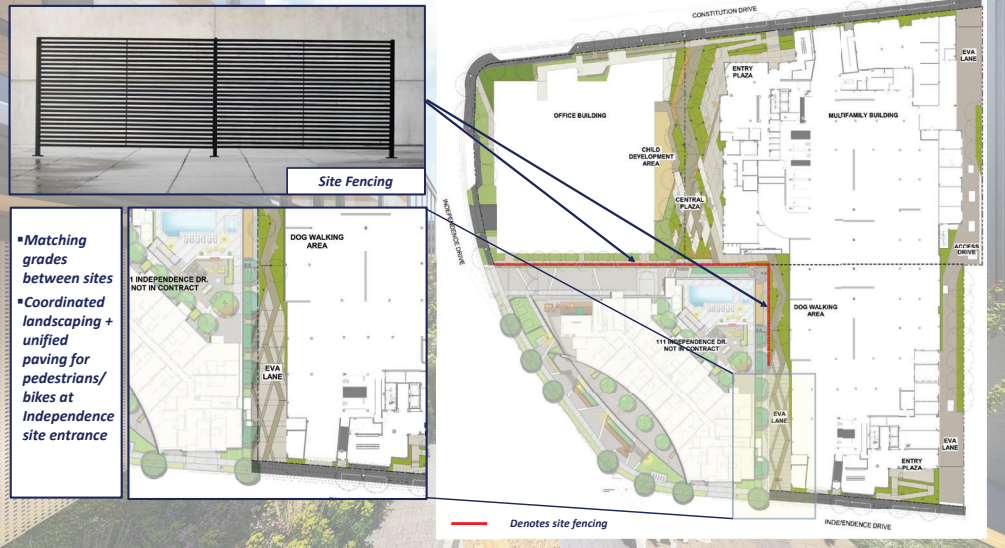 Site Fencing
▪Matching
grades
between sites
▪Coordinated
landscaping +
unified
paving for
pedestrians/
bikes at
Independence
site entrance
DOG WALKING
AREA
1 INDEPENDENCE DR.
NOT IN CONTRACT
EVA
LANE
CONSTITUTION DRIVE
EVA
LANE
ENTRY
PLAZA
OFFICE BUILDING
MULTIFAMILY BUILDING
CHILD
DEVELOPMENT
AREA
CENTRAL
PLAZA
INDEPENDENCE DRIVE
ACCESS
DRIVE
DOG WALKING
AREA
111 INDEPENDENCE DR.
NOT IN CONTRACT
EVA
LANE
EVA
LANE
ENTRY
PLAZA
INDEPENDENCE DRIVE
Denotes site fencing